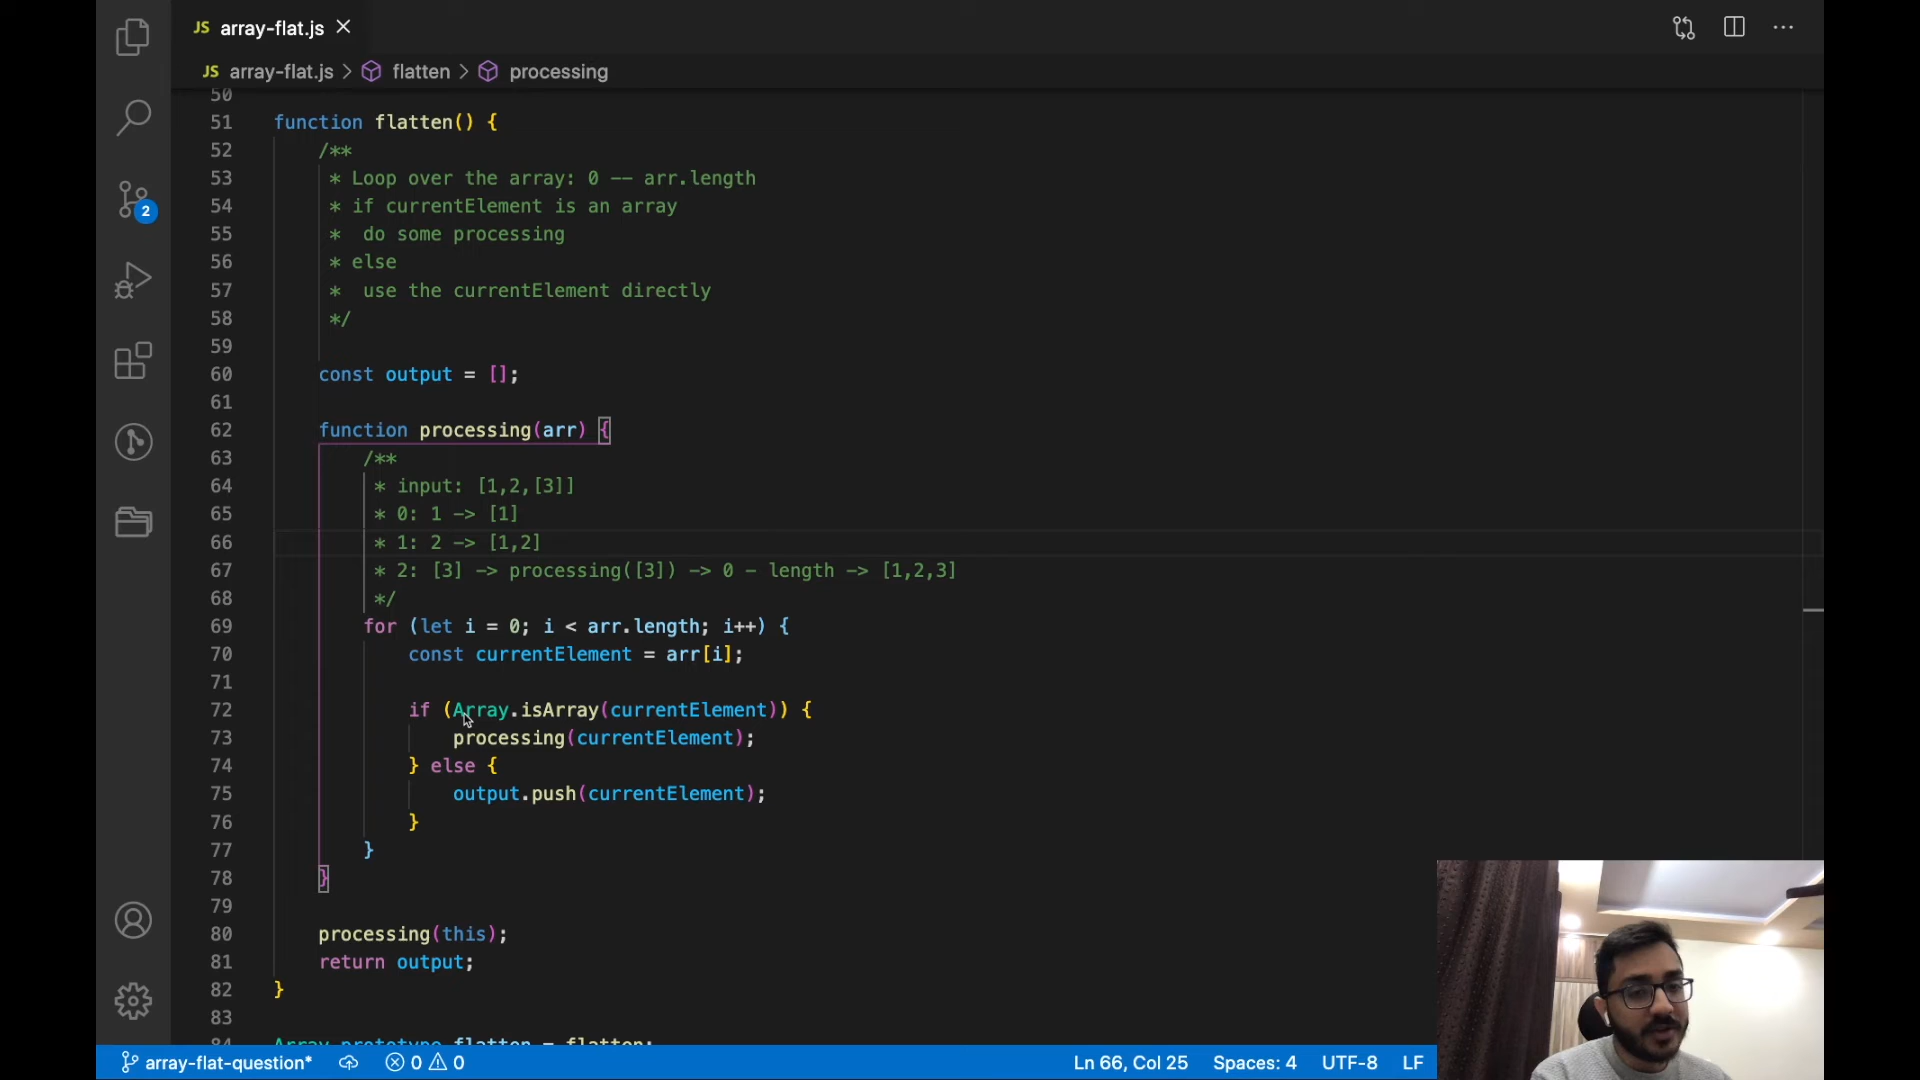 JS array-flat.js
JS array-flat.js > flatten > processing
50
51 function flatten() {
52 /**
53 * Loop over the array: 0 -- arr.length
54 * if currentElement is an array
55 *  do some processing
56 * else
57 *  use the currentElement directly
58 */
59
60 const output = [];
61
62 function processing(arr) {
63 /**
64 * input: [1,2,[3]]
65 * 0: 1 -> [1]
66 * 1: 2 -> [1,2]
67 * 2: [3] -> processing([3]) -> 0 - length -> [1,2,3]
68 */
69 for (let i = 0; i < arr.length; i++) {
70 const currentElement = arr[i];
71
72 if (Array.isArray(currentElement)) {
73 processing(currentElement);
74 } else {
75 output.push(currentElement);
76 }
77 }
78 }
79
80 processing(this);
81 return output;
82 }
83
84 Array.prototype.flatten = flatten;
2
array-flat-question* 0 0 Ln 66, Col 25 Spaces: 4 UTF-8 LF